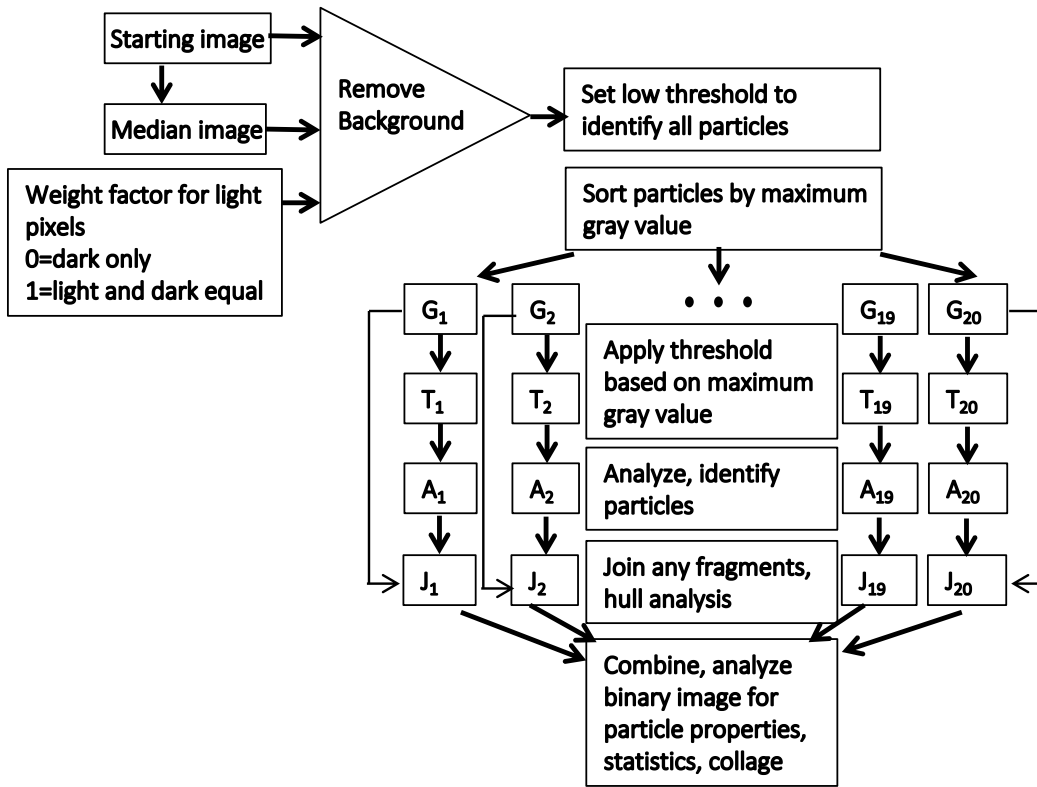 Starting image
Median image
Weight factor for light
pixels
0=dark only
1=light and dark equal
Remove
Background
Set low threshold to
identify all particles
Sort particles by maximum
gray value
G₁
G₂
• • •
G₁₉
G₂₀
Apply threshold
based on maximum
gray value
T₁
T₂
T₁₉
T₂₀
Analyze, identify
particles
A₁
A₂
A₁₉
A₂₀
Join any fragments,
hull analysis
J₁
J₂
J₁₉
J₂₀
Combine, analyze
binary image for
particle properties,
statistics, collage